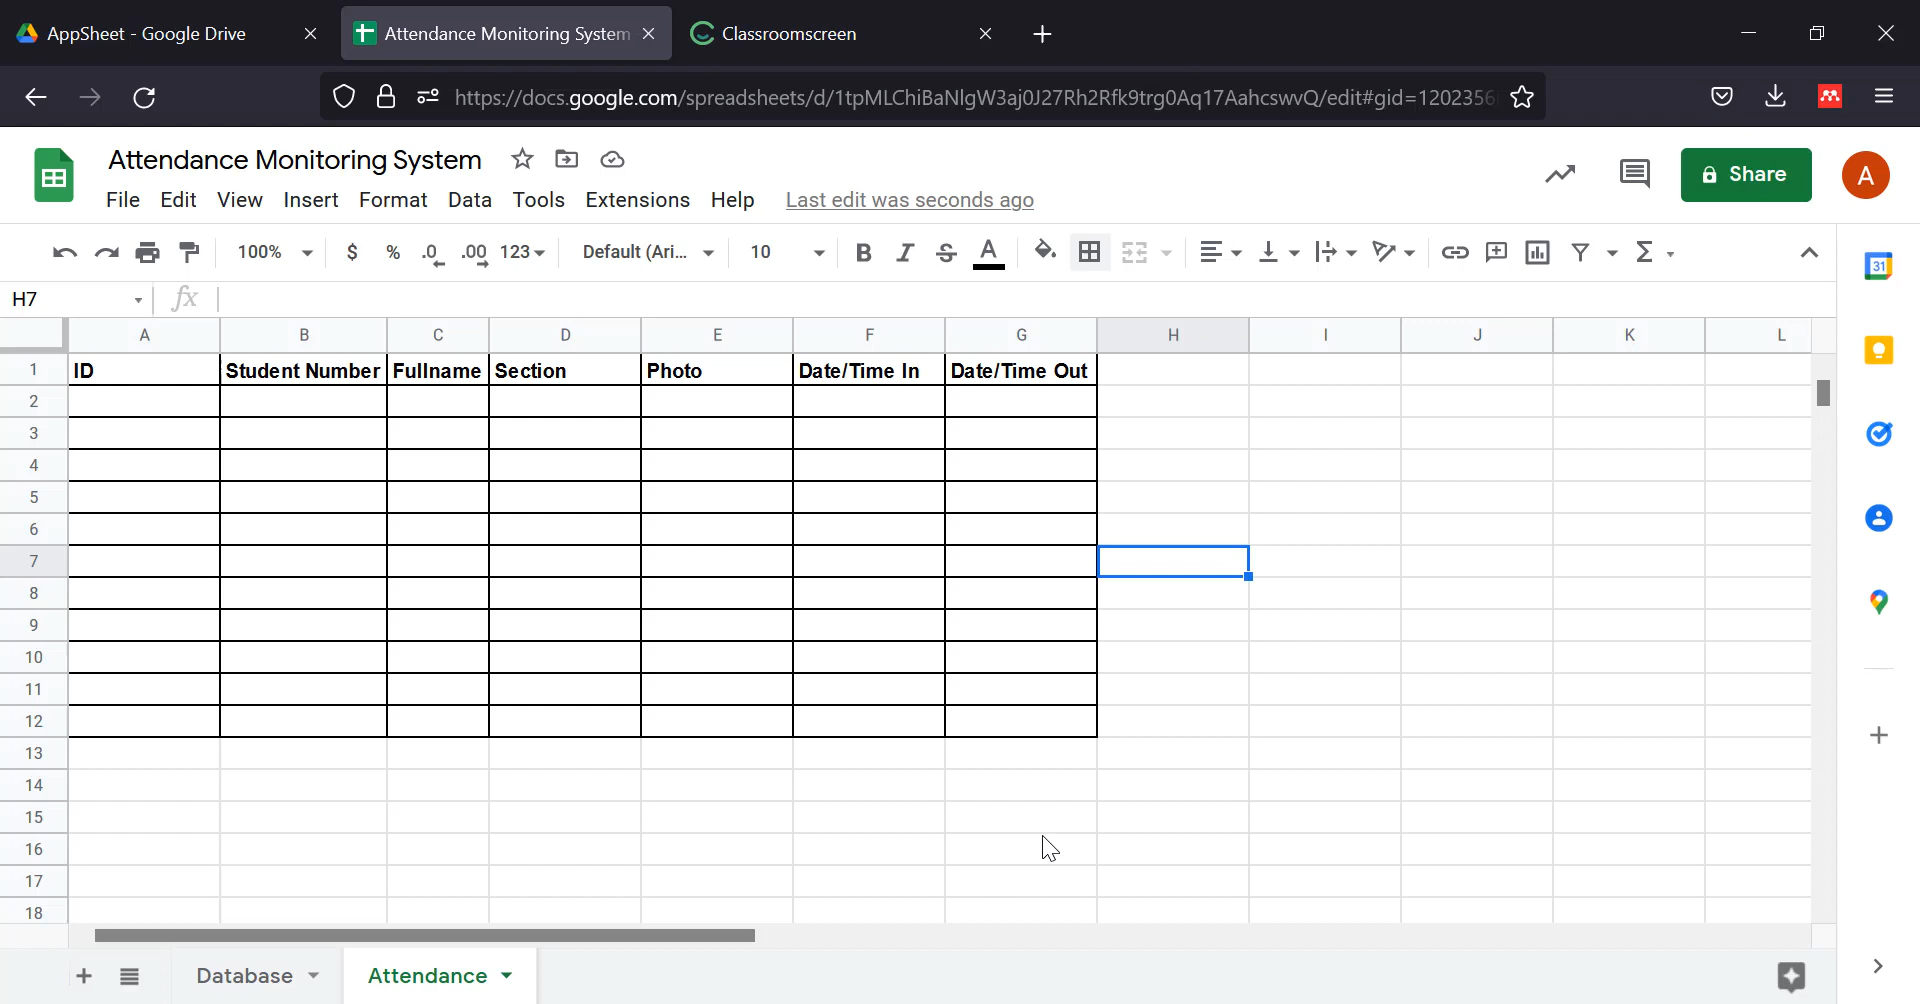 AppSheet - Google Drive
Attendance Monitoring System
Classroomscreen
https://docs.google.com/spreadsheets/d/1tpMLChiBaNlgW3aj0J27Rh2Rfk9trg0Aq17AahcswvQ/edit#gid=1202356
Attendance Monitoring System
Share
A
File Edit View Insert Format Data Tools Extensions Help Last edit was seconds ago
100% $ % .0 .00 123 Default (Ari... 10 B I S A Σ
31
H7 fx
A B C D E F G H I J K L
1 ID Student Number Fullname Section Photo Date/Time In Date/Time Out
2
3
4
5
6
7
8
9
10
11
12
13
14
15
16
17
18
Database Attendance